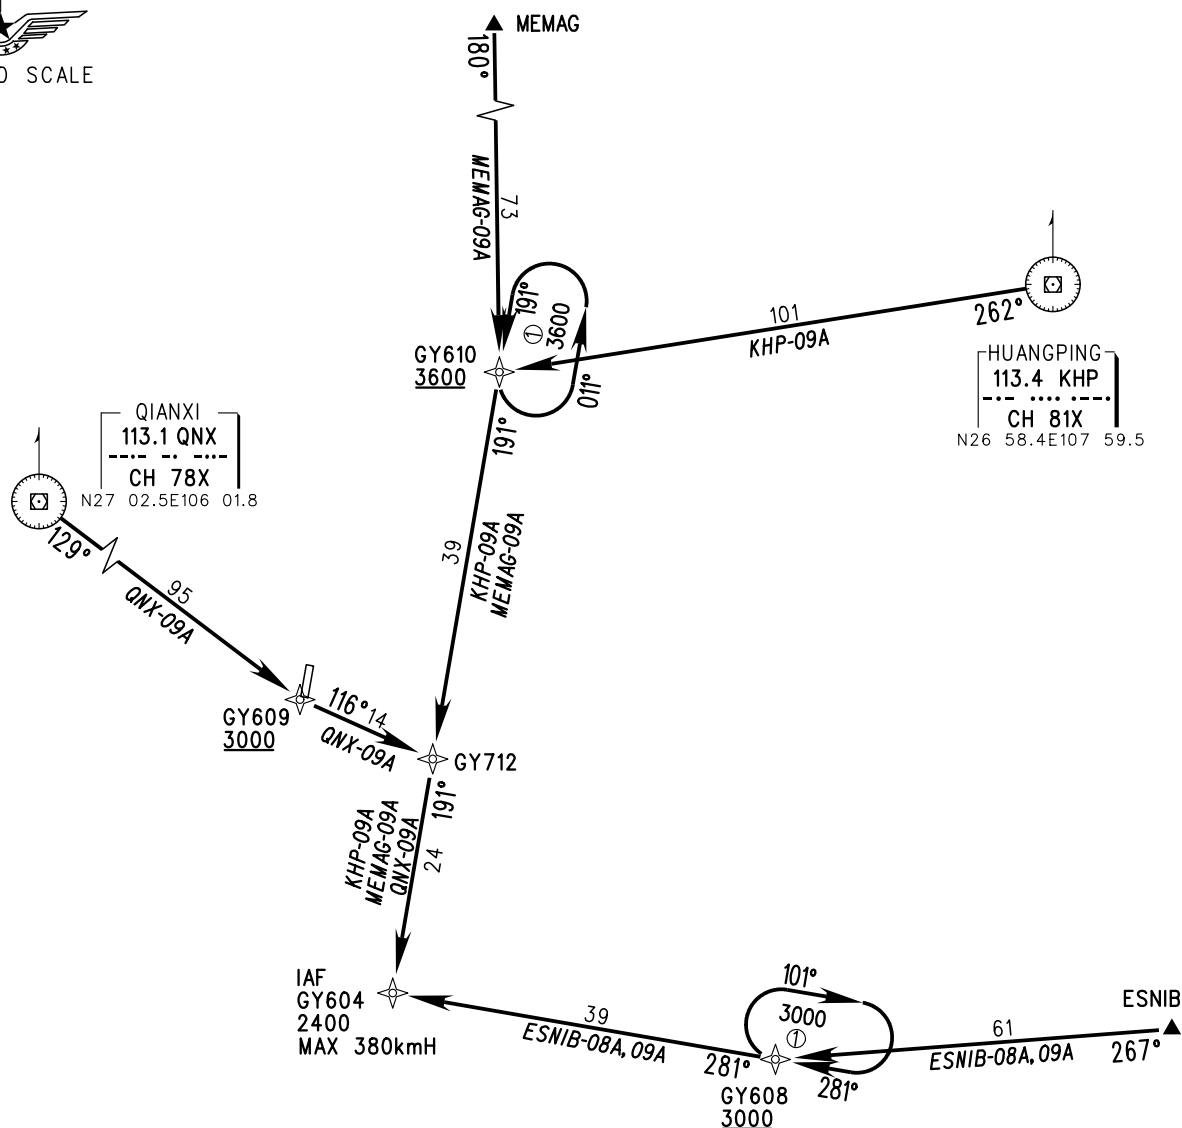 O SCALE
MEMAG
180°
MEMAG-09A
73
191°
① 3600
011°
101
KHP-09A
262°
GY610
3600
HUANGPING
113.4 KHP
CH 81X
N26 58.4E107 59.5
QIANXI
113.1 QNX
CH 78X
N27 02.5E106 01.8
129°
95
QNX-09A
191°
39
KHP-09A
MEMAG-09A
GY609
3000
116°
14
QNX-09A
GY712
191°
24
KHP-09A
MEMAG-09A
QNX-09A
IAF
GY604
2400
MAX 380kmH
39
ESNIB-08A,09A
281°
101°
3000
①
281°
GY608
3000
61
ESNIB-08A,09A
267°
ESNIB